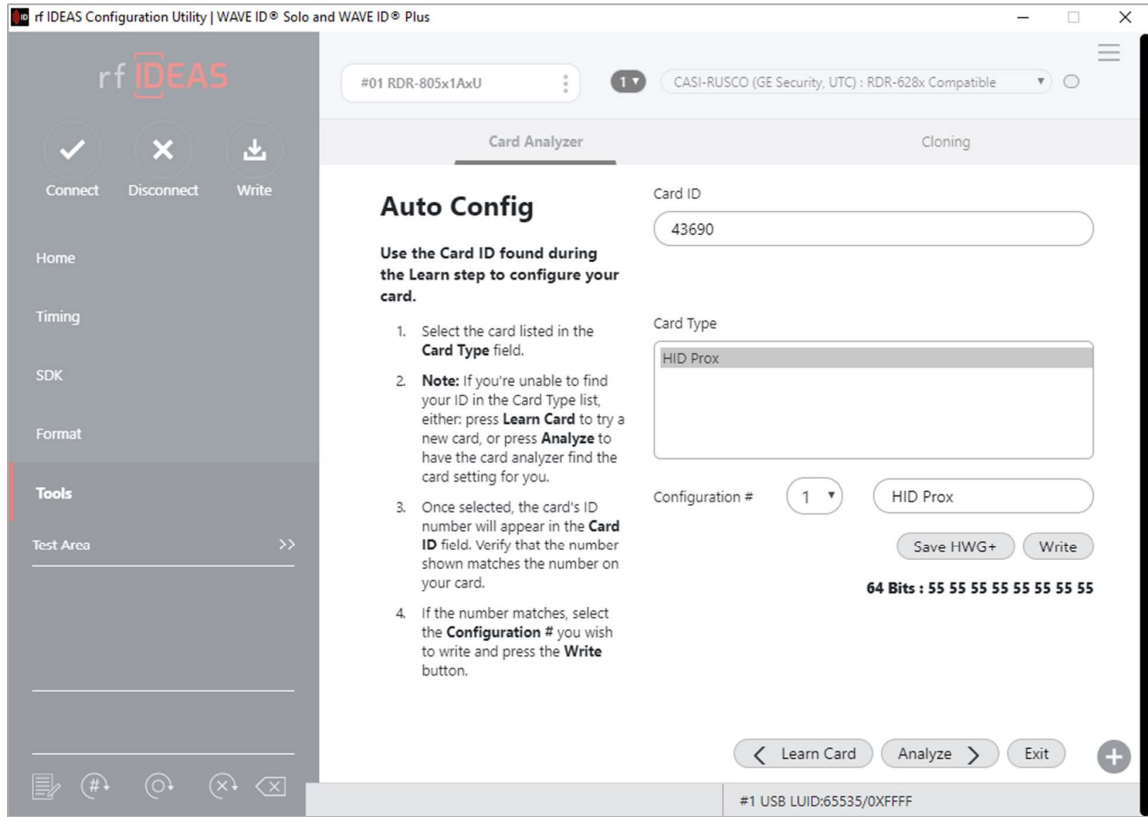 rf IDEAS Configuration Utility | WAVE ID® Solo and WAVE ID® Plus
rf IDEAS
Connect
Disconnect
Write
Home
Timing
SDK
Format
Tools
Test Area >>
#01 RDR-805x1AxU
1
CASI-RUSCO (GE Security, UTC) : RDR-628x Compatible
Card Analyzer
Cloning
Auto Config
Use the Card ID found during
the Learn step to configure your
card.
1. Select the card listed in the
Card Type field.
2. Note: If you're unable to find
your ID in the Card Type list,
either: press Learn Card to try a
new card, or press Analyze to
have the card analyzer find the
card setting for you.
3. Once selected, the card's ID
number will appear in the Card
ID field. Verify that the number
shown matches the number on
your card.
4. If the number matches, select
the Configuration # you wish
to write and press the Write
button.
Card ID
43690
Card Type
HID Prox
Configuration # 1 HID Prox
Save HWG+ Write
64 Bits : 55 55 55 55 55 55 55 55
Learn Card Analyze Exit
#1 USB LUID:65535/0XFFFF